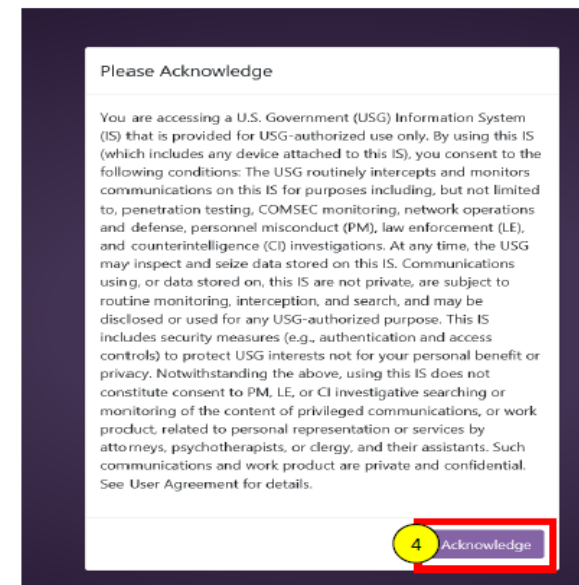 Please Acknowledge
You are accessing a U.S. Government (USG) Information System
(IS) that is provided for USG-authorized use only. By using this IS
(which includes any device attached to this IS), you consent to the
following conditions: The USG routinely intercepts and monitors
communications on this IS for purposes including, but not limited
to, penetration testing, COMSEC monitoring, network operations
and defense, personnel misconduct (PM), law enforcement (LE),
and counterintelligence (CI) investigations. At any time, the USG
may inspect and seize data stored on this IS. Communications
using, or data stored on, this IS are not private, are subject to
routine monitoring, interception, and search, and may be
disclosed or used for any USG-authorized purpose. This IS
includes security measures (e.g., authentication and access
controls) to protect USG interests not for your personal benefit or
privacy. Notwithstanding the above, using this IS does not
constitute consent to PM, LE, or CI investigative searching or
monitoring of the content of privileged communications, or work
product, related to personal representation or services by
attorneys, psychotherapists, or clergy, and their assistants. Such
communications and work product are private and confidential.
See User Agreement for details.
4 Acknowledge